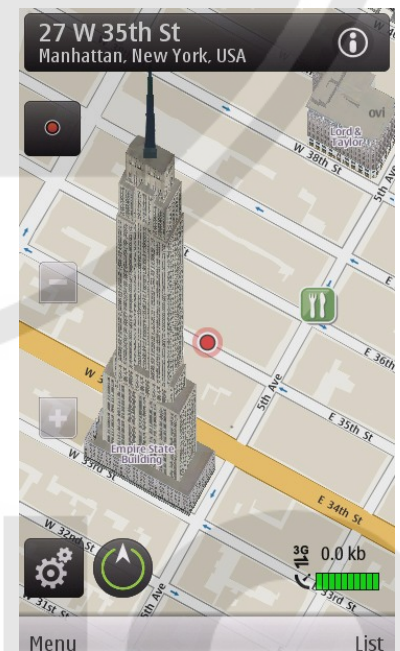 27 W 35th St
Manhattan, New York, USA
ovi
Lord &
Taylor
W 38th St
5th Ave
E 36th
E 35th St
5th Ave
Empire State
Building
W 33rd St
E 34th St
W 32nd St
3G 0.0 kb
W 31st St
5th Ave
33rd St
Menu List